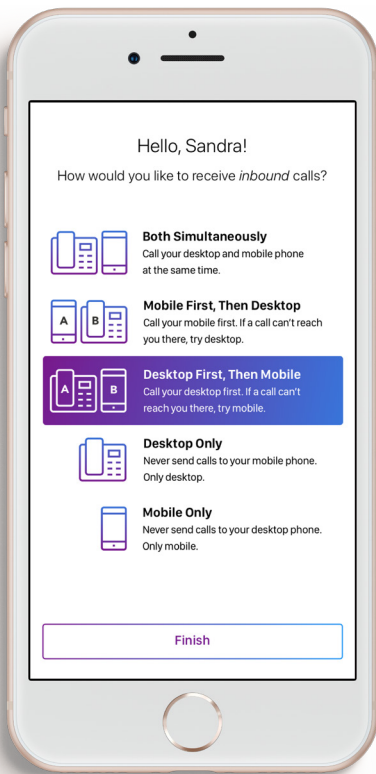 Hello, Sandra!
How would you like to receive inbound calls?
Both Simultaneously
Call your desktop and mobile phone
at the same time.
A B
Mobile First, Then Desktop
Call your mobile first. If a call can't reach
you there, try desktop.
A B
Desktop First, Then Mobile
Call your desktop first. If a call can't
reach you there, try mobile.
Desktop Only
Never send calls to your mobile phone.
Only desktop.
Mobile Only
Never send calls to your desktop phone.
Only mobile.
Finish